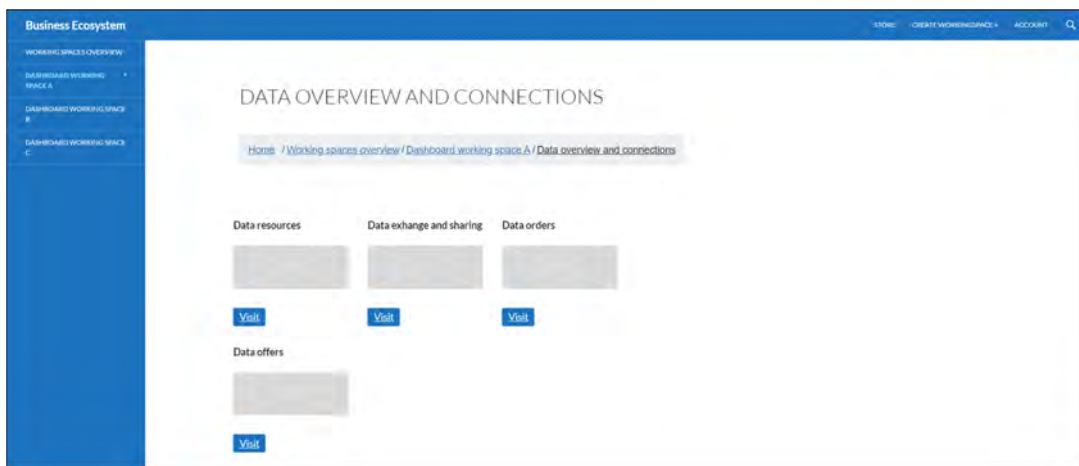 Business Ecosystem
STORE CREATE WORKINGSPACE + ACCOUNT
WORKING SPACES OVERVIEW
DASHBOARD WORKING
SPACE A
DASHBOARD WORKING SPACE
B
DASHBOARD WORKING SPACE
C
DATA OVERVIEW AND CONNECTIONS
Home / Working spaces overview / Dashboard working space A / Data overview and connections
Data resources Data exhange and sharing Data orders
Visit Visit Visit
Data offers
Visit